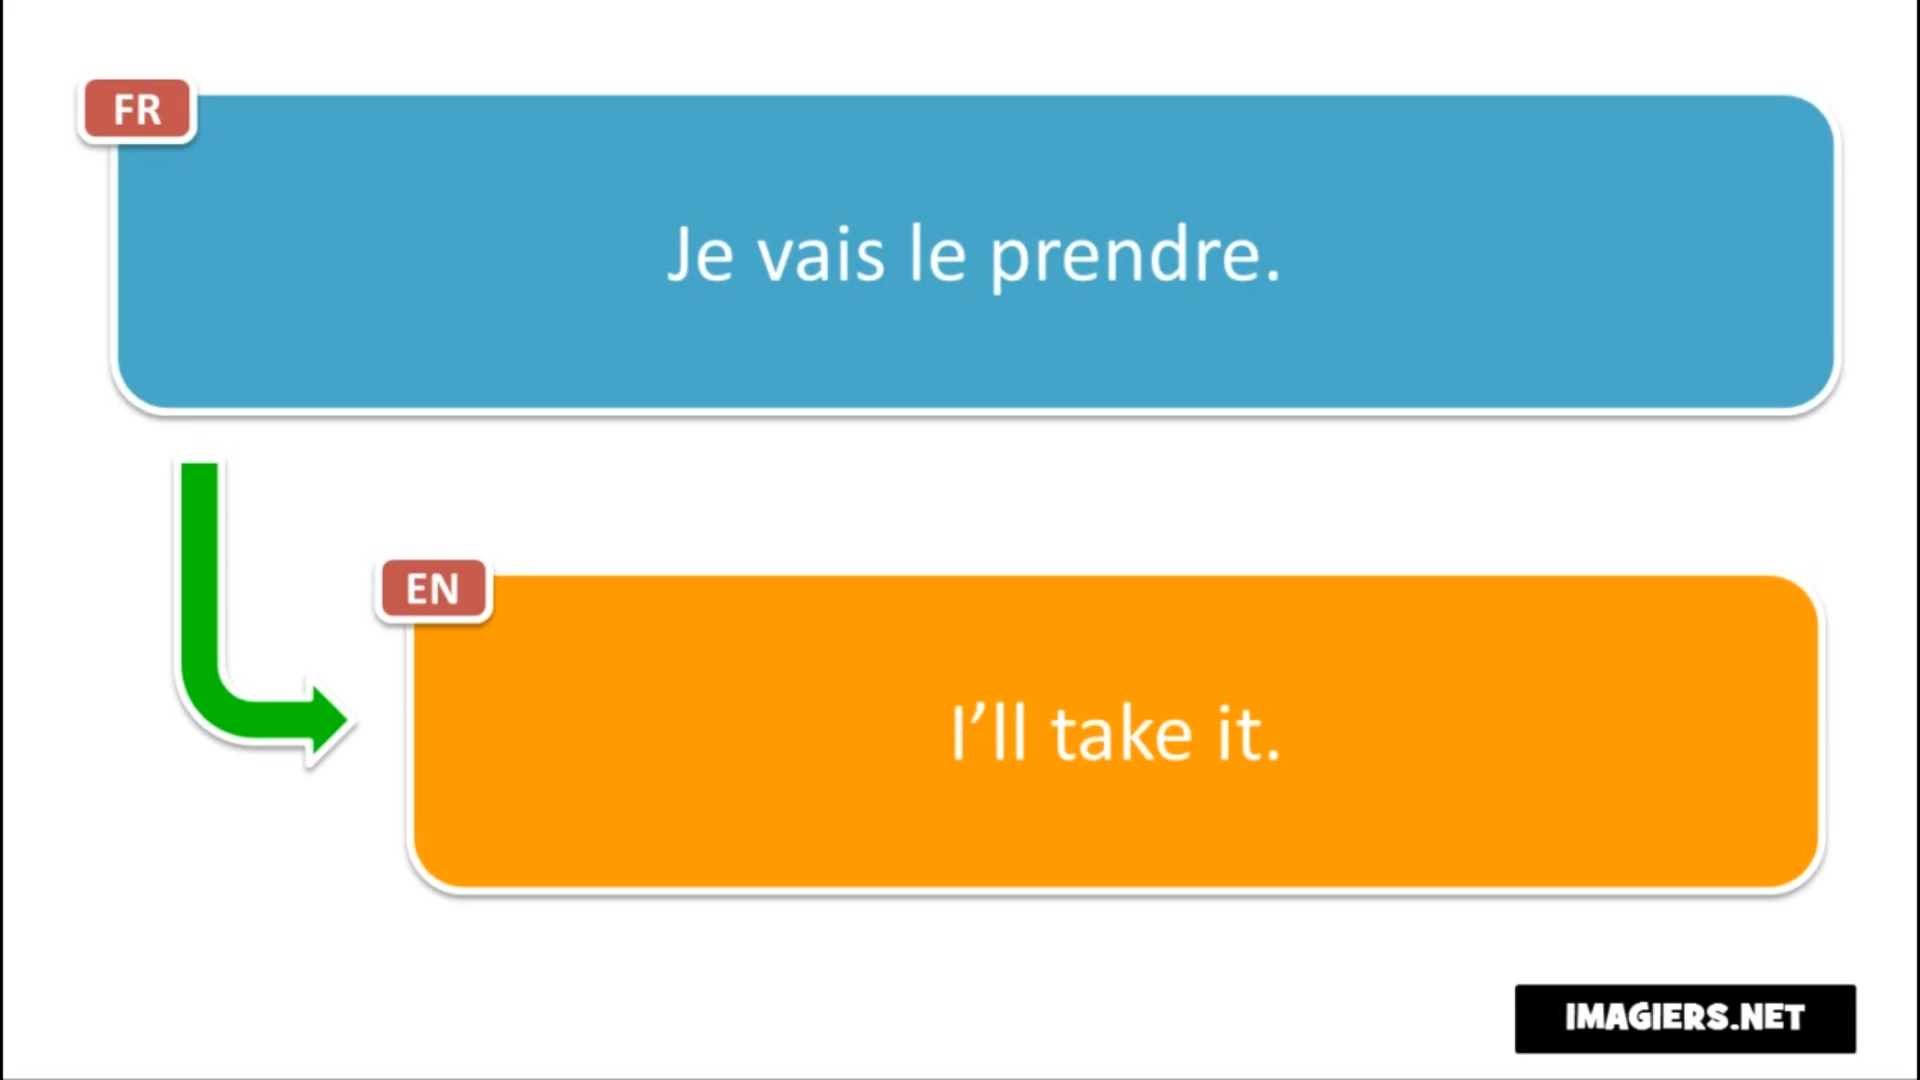 FR
Je vais le prendre.
EN
I’ll take it.
IMAGIERS.NET